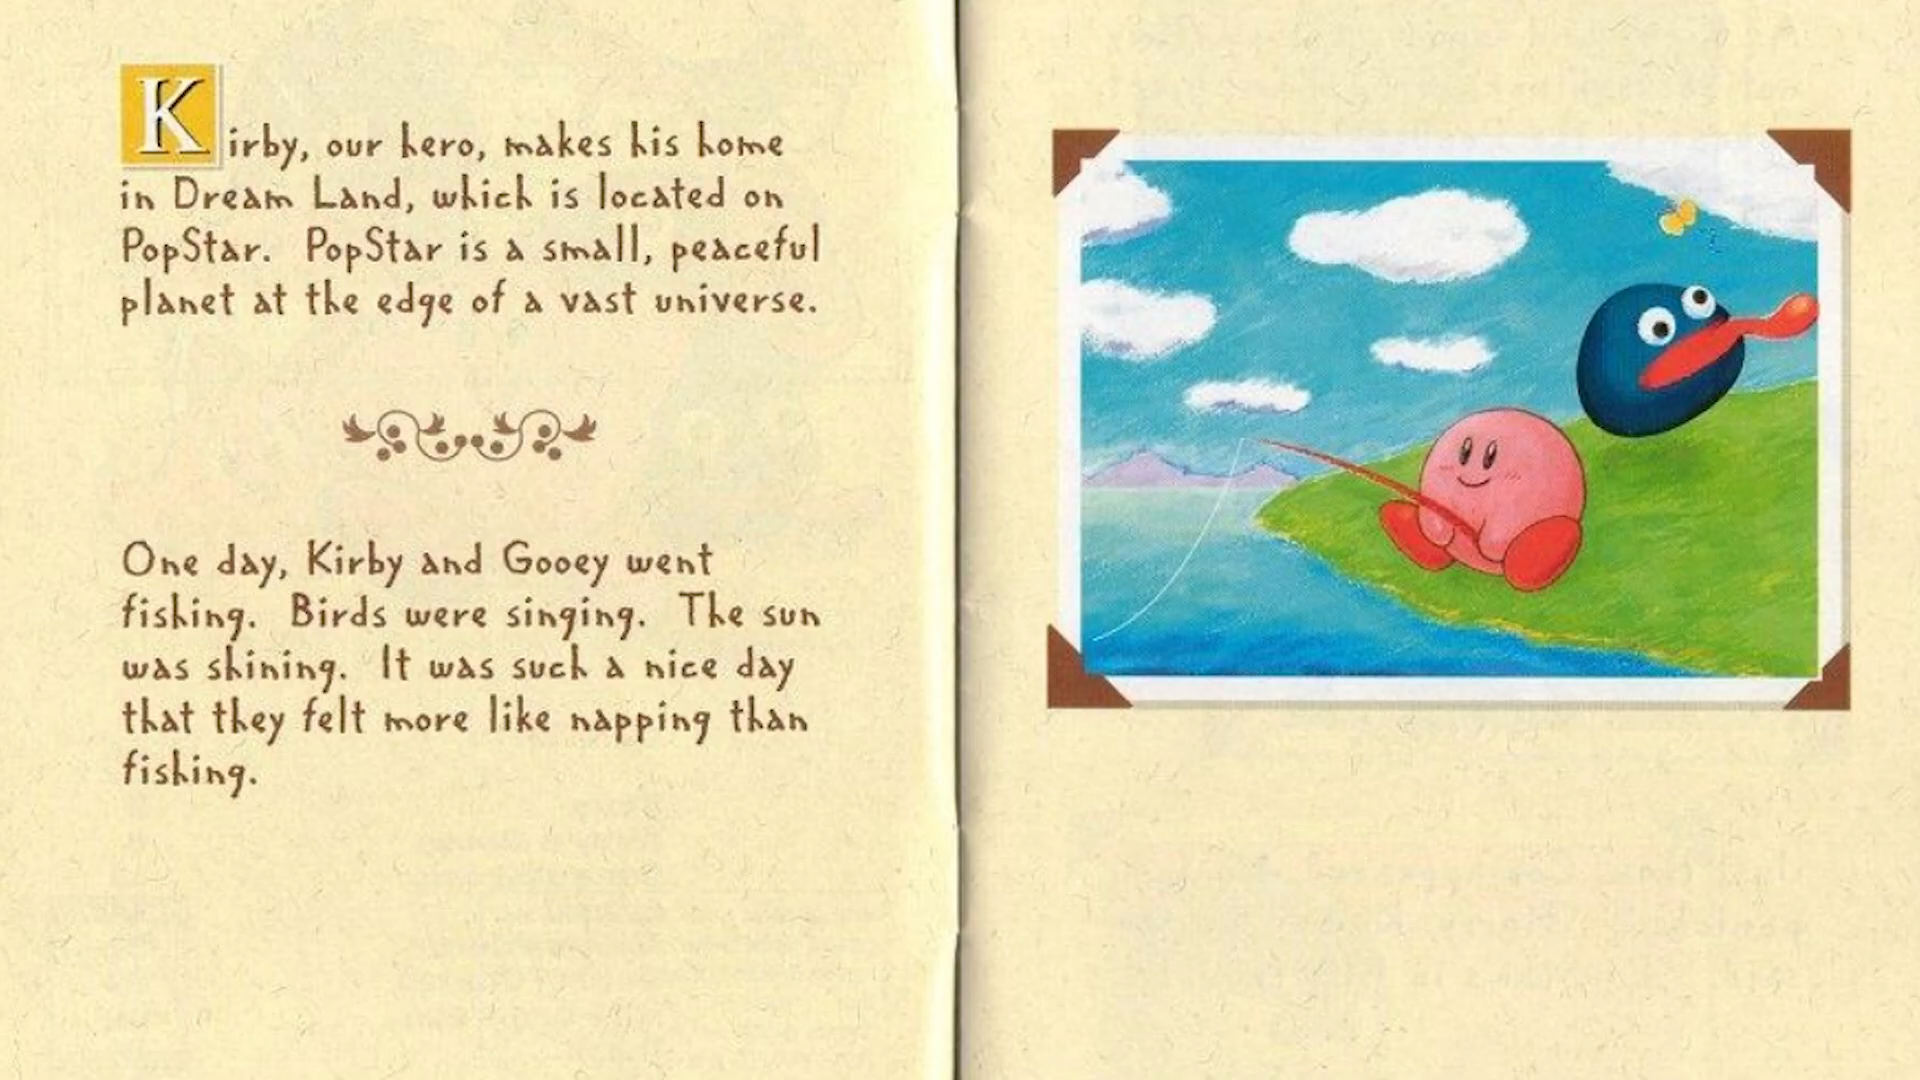 Kirby, our hero, makes his home
in Dream Land, which is located on
PopStar. PopStar is a small, peaceful
planet at the edge of a vast universe.
One day, Kirby and Gooey went
fishing. Birds were singing. The sun
was shining. It was such a nice day
that they felt more like napping than
fishing.